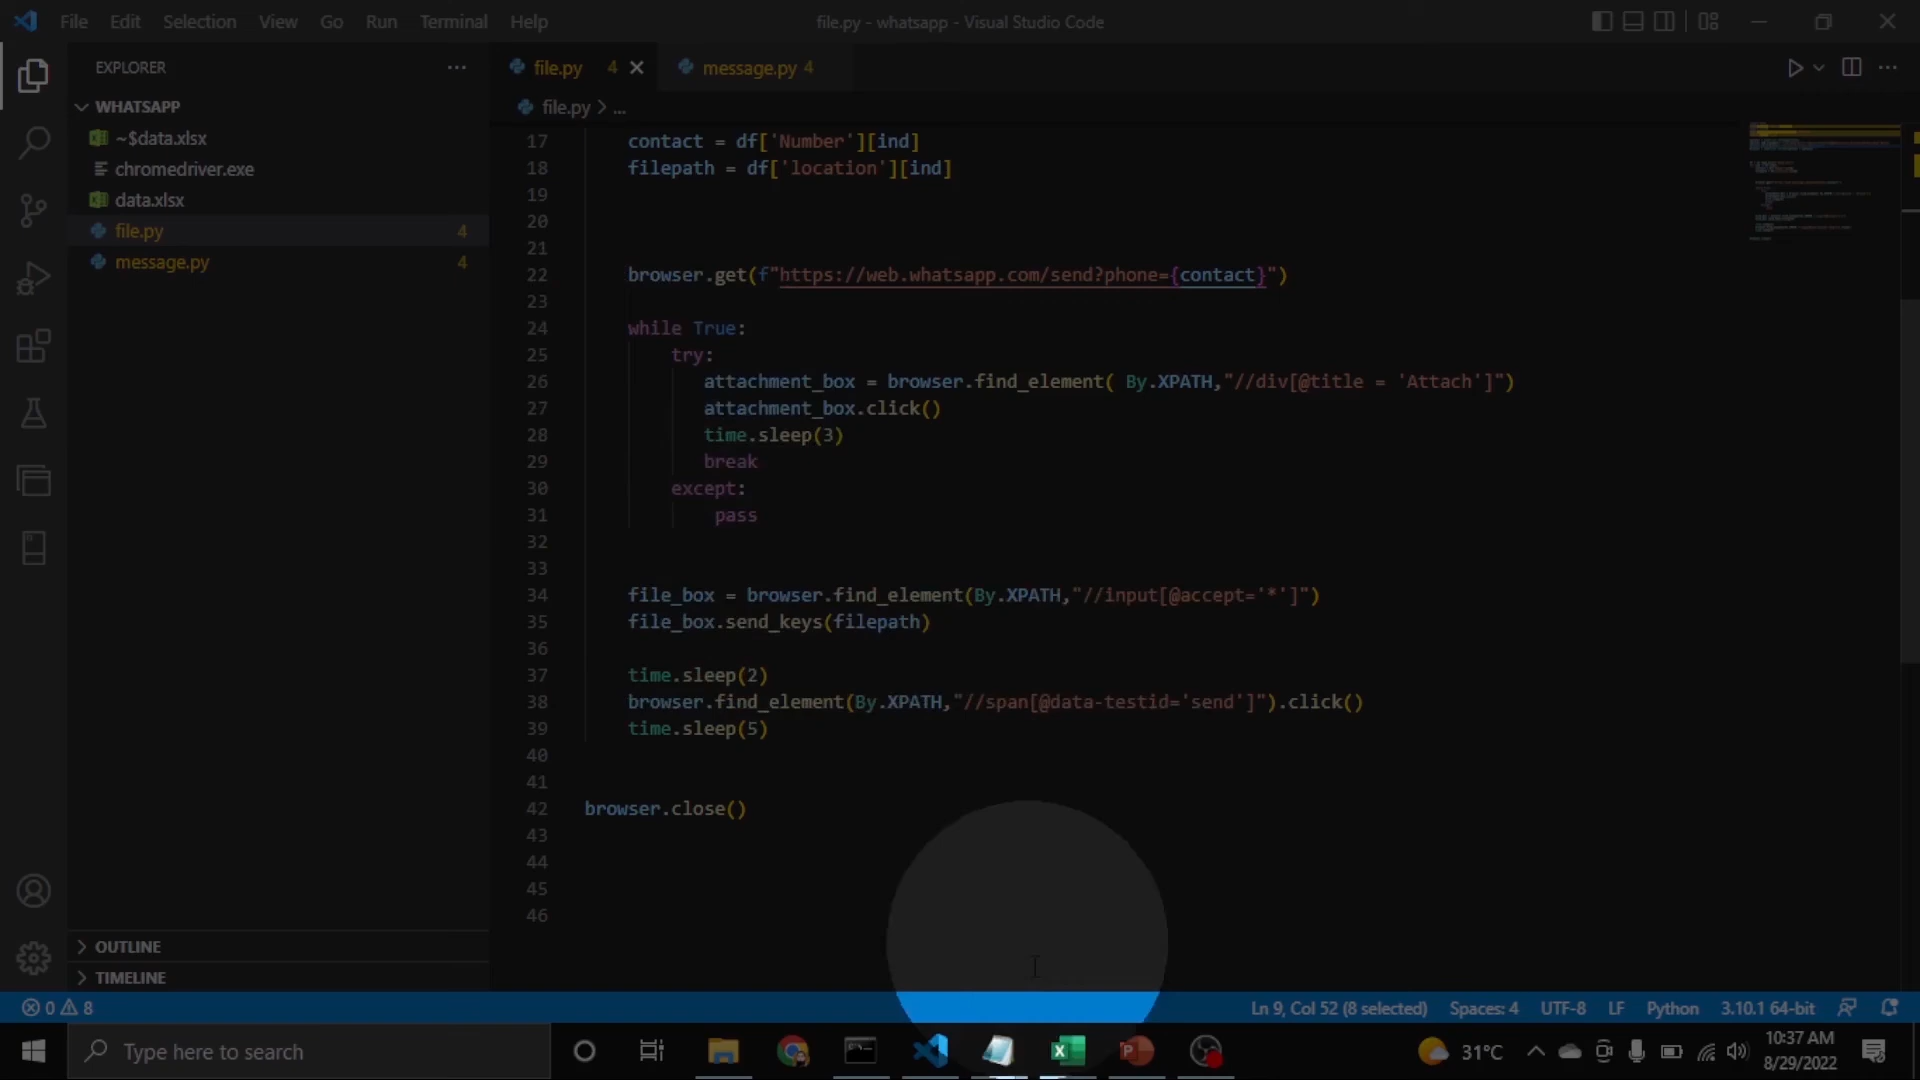 File Edit Selection View Go Run Terminal Help
file.py - whatsapp - Visual Studio Code
EXPLORER
WHATSAPP
~$data.xlsx
chromedriver.exe
data.xlsx
file.py 4
message.py 4
OUTLINE
TIMELINE
file.py 4
message.py 4
file.py > ...
17 contact = df['Number'][ind]
18 filepath = df['location'][ind]
19
20
21
22 browser.get(f"https://web.whatsapp.com/send?phone={contact}")
23
24 while True:
25 try:
26 attachment_box = browser.find_element( By.XPATH,"//div[@title = 'Attach']")
27 attachment_box.click()
28 time.sleep(3)
29 break
30 except:
31 pass
32
33
34 file_box = browser.find_element(By.XPATH,"//input[@accept='*']")
35 file_box.send_keys(filepath)
36
37 time.sleep(2)
38 browser.find_element(By.XPATH,"//span[@data-testid='send']").click()
39 time.sleep(5)
40
41
42 browser.close()
43
44
45
46
0 8
Ln 9, Col 52 (8 selected) Spaces: 4 UTF-8 LF Python 3.10.1 64-bit
Type here to search
31°C
10:37 AM
8/29/2022